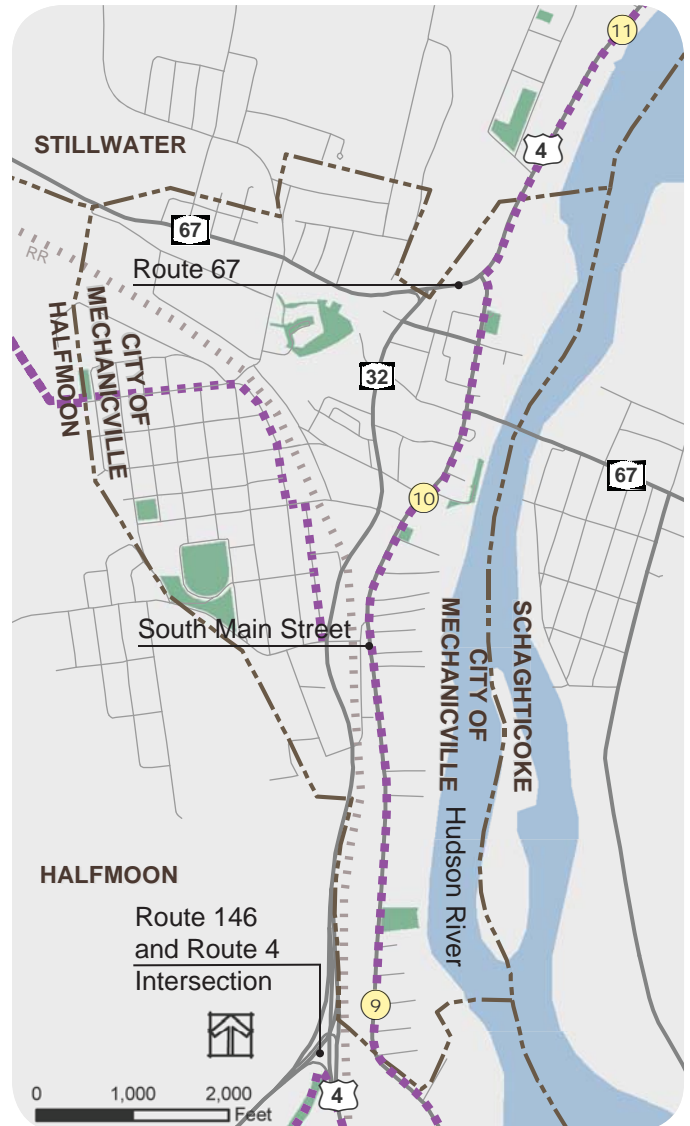 11
STILLWATER
4
67
RR
Route 67
HALFMOON
CITY OF
MECHANICVILLE
32
67
10
South Main Street
CITY OF
MECHANICVILLE
SCHAGHTICOKE
Hudson River
HALFMOON
Route 146
and Route 4
Intersection
9
4
0 1,000 2,000
Feet